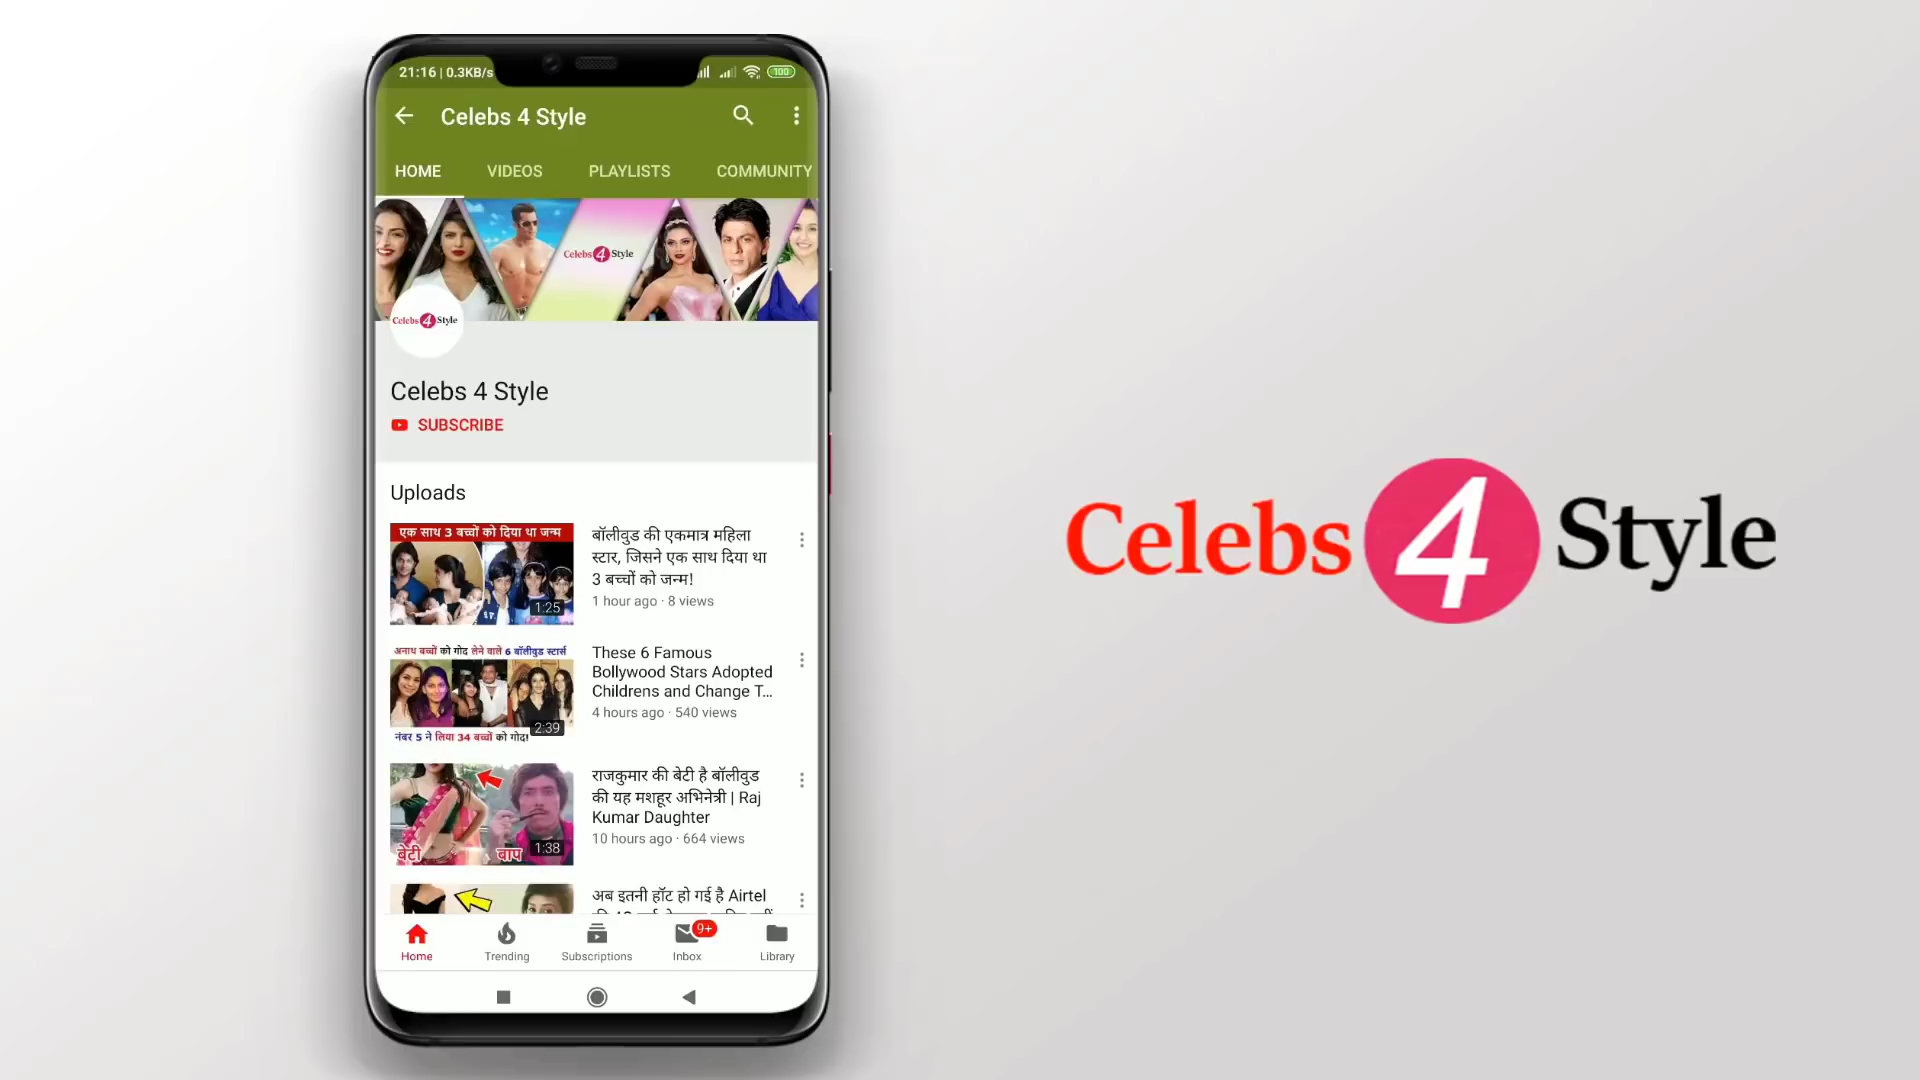 21:16 | 0.3KB/s
100
Celebs 4 Style
HOME VIDEOS PLAYLISTS COMMUNITY
Celebs 4 Style
Celebs 4 Style
Celebs 4 Style
SUBSCRIBE
Uploads
एक साथ 3 बच्चों को दिया था जन्म
1:25
बॉलीवुड की एकमात्र महिला
स्टार, जिसने एक साथ दिया था
3 बच्चों को जन्म!
1 hour ago · 8 views
अनाथ बच्चों को गोद लेने वाले 6 बॉलीवुड स्टार्स
2:39
नंबर 5 ने लिया 34 बच्चों को गोद!
These 6 Famous
Bollywood Stars Adopted
Childrens and Change T...
4 hours ago · 540 views
बेटी
बाप
1:38
राजकुमार की बेटी है बॉलीवुड
की यह मशहूर अभिनेत्री | Raj
Kumar Daughter
10 hours ago · 664 views
अब इतनी हॉट हो गई है Airtel
9+
Home Trending Subscriptions Inbox Library
Celebs 4 Style